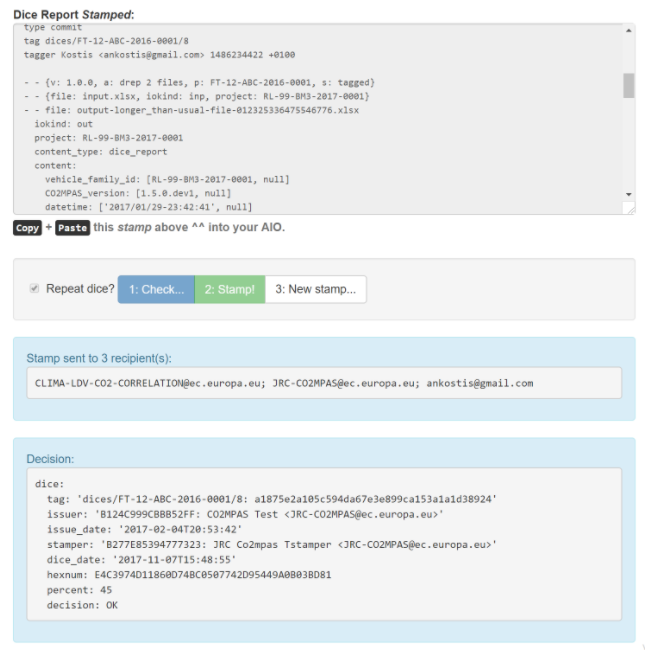 Dice Report Stamped:
type commit
tag dices/FT-12-ABC-2016-0001/8
tagger Kostis <ankostis@gmail.com> 1486234422 +0100
- - {v: 1.0.0, a: drep 2 files, p: FT-12-ABC-2016-0001, s: tagged}
- - {file: input.xlsx, iokind: inp, project: RL-99-BM3-2017-0001}
- - file: output-longer_than-usual-file-012325336475546776.xlsx
iokind: out
project: RL-99-BM3-2017-0001
content_type: dice_report
content:
vehicle_family_id: [RL-99-BM3-2017-0001, null]
CO2MPAS_version: [1.5.0.dev1, null]
datetime: ['2017/01/29-23:42:41', null]
Copy + Paste this stamp above ^^ into your AIO.
Repeat dice? 1: Check... 2: Stamp! 3: New stamp...
Stamp sent to 3 recipient(s):
CLIMA-LDV-CO2-CORRELATION@ec.europa.eu; JRC-CO2MPAS@ec.europa.eu; ankostis@gmail.com
Decision:
dice:
tag: 'dices/FT-12-ABC-2016-0001/8: a1875e2a105c594da67e3e899ca153a1a1d38924'
issuer: 'B124C999CBBB52FF: CO2MPAS Test <JRC-CO2MPAS@ec.europa.eu>'
issue_date: '2017-02-04T20:53:42'
stamper: 'B277E85394777323: JRC Co2mpas Tstamper <JRC-CO2MPAS@ec.europa.eu>'
dice_date: '2017-11-07T15:48:55'
hexnum: E4C3974D11860D74BC0507742D95449A0B03BD81
percent: 45
decision: OK